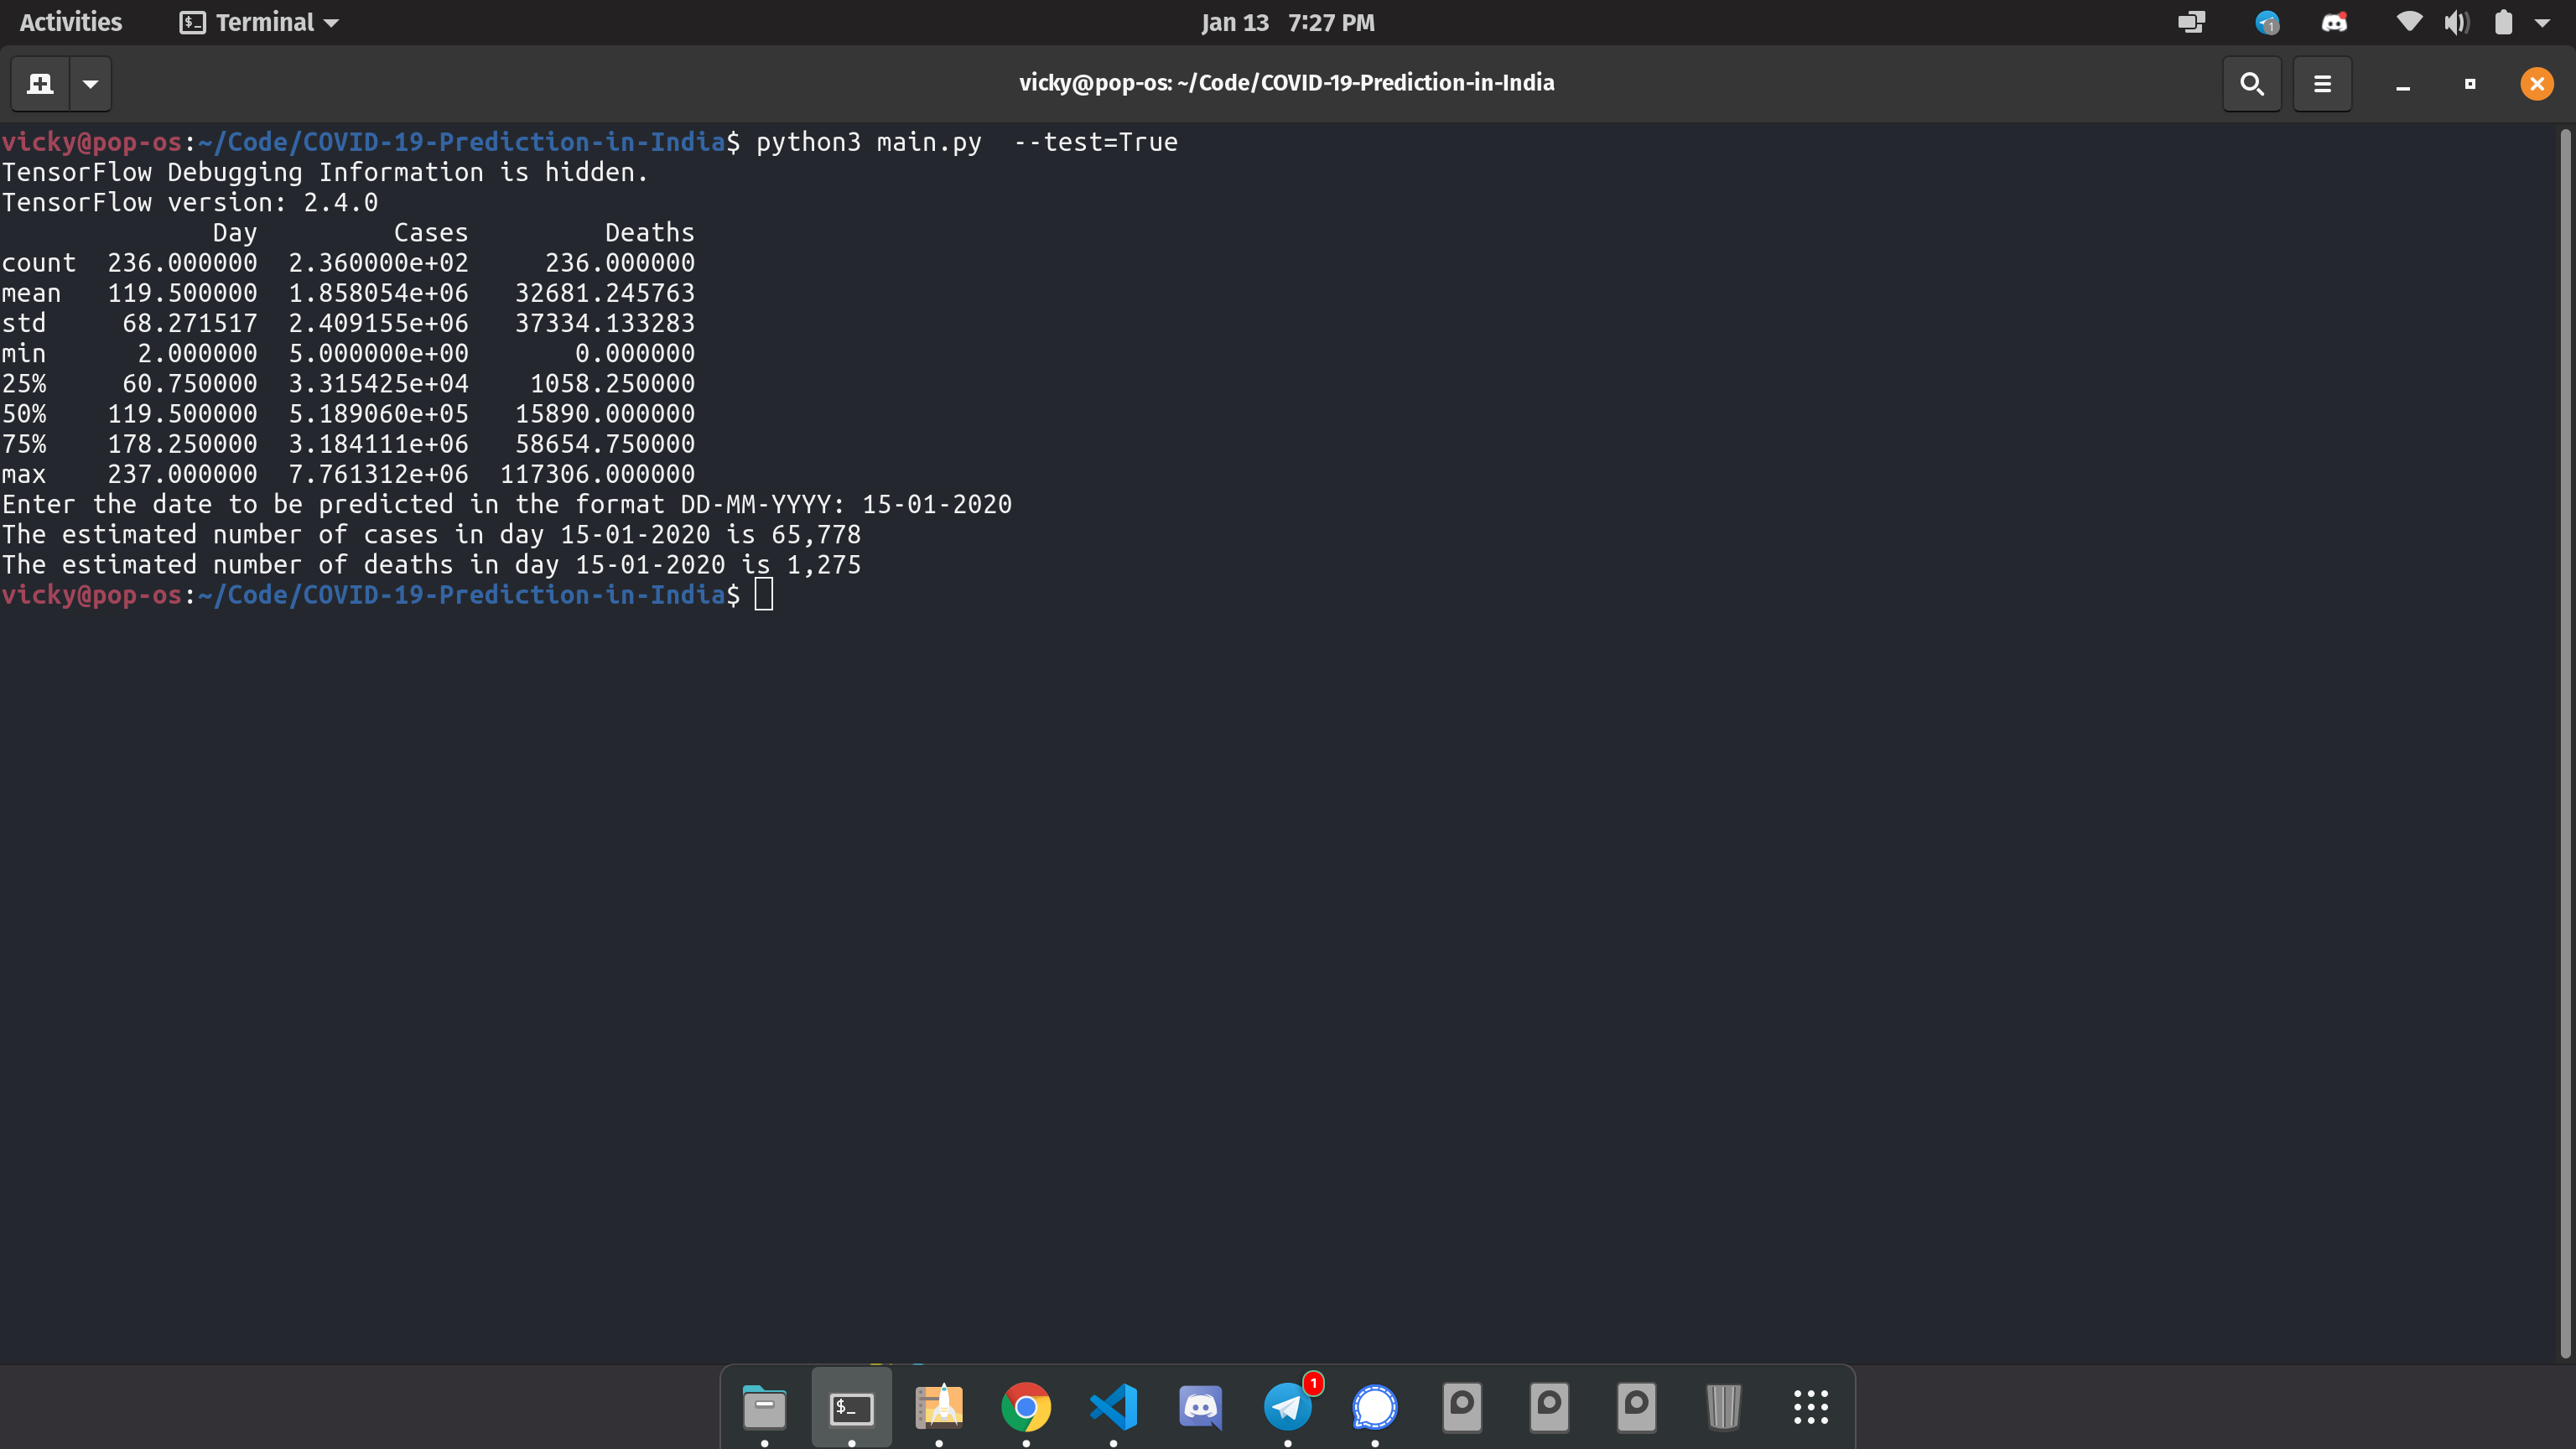 Activities Terminal Jan 13 7:27 PM 1
vicky@pop-os: ~/Code/COVID-19-Prediction-in-India
vicky@pop-os:~/Code/COVID-19-Prediction-in-India$ python3 main.py  --test=True
TensorFlow Debugging Information is hidden.
TensorFlow version: 2.4.0
              Day         Cases         Deaths
count  236.000000  2.360000e+02     236.000000
mean   119.500000  1.858054e+06   32681.245763
std     68.271517  2.409155e+06   37334.133283
min      2.000000  5.000000e+00       0.000000
25%     60.750000  3.315425e+04    1058.250000
50%    119.500000  5.189060e+05   15890.000000
75%    178.250000  3.184111e+06   58654.750000
max    237.000000  7.761312e+06  117306.000000
Enter the date to be predicted in the format DD-MM-YYYY: 15-01-2020
The estimated number of cases in day 15-01-2020 is 65,778
The estimated number of deaths in day 15-01-2020 is 1,275
vicky@pop-os:~/Code/COVID-19-Prediction-in-India$
$_ 1